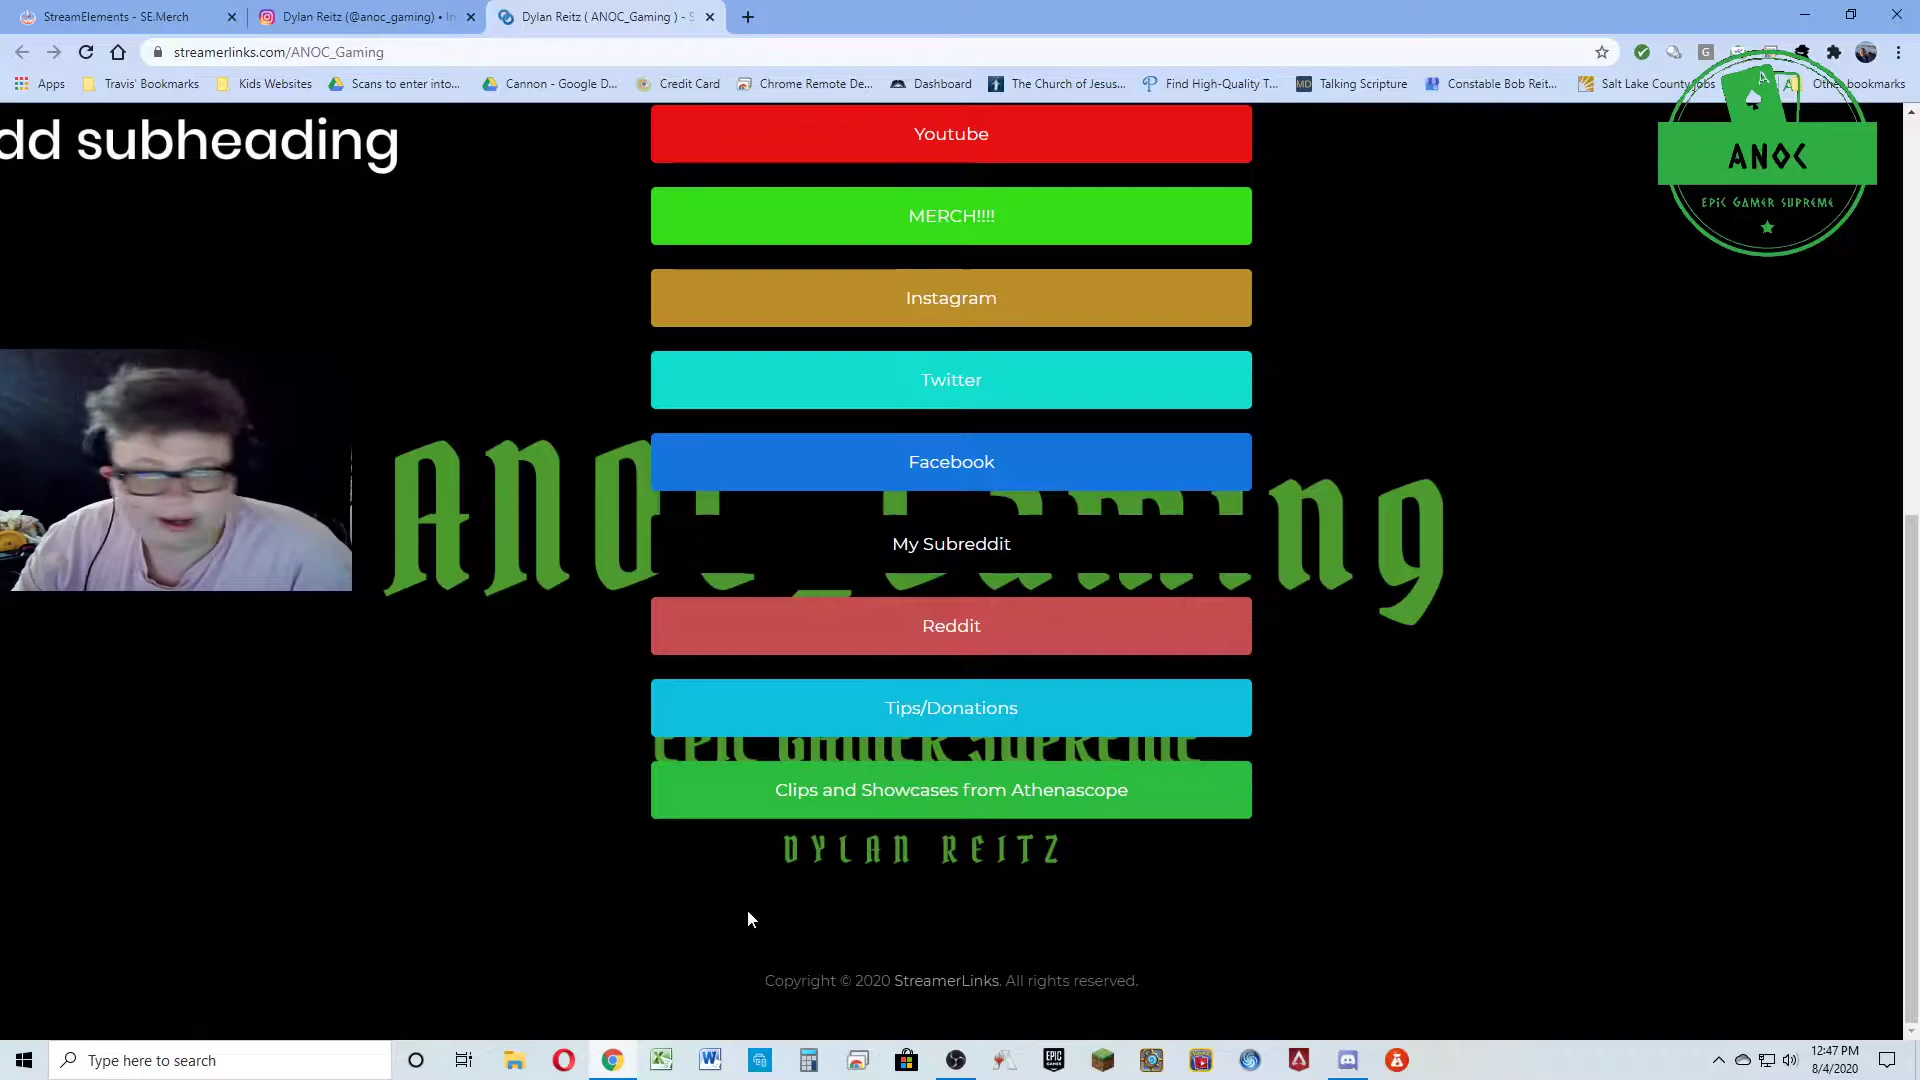 StreamElements - SE.Merch
Dylan Reitz (@anoc_gaming) • In
Dylan Reitz ( ANOC_Gaming ) - S
streamerlinks.com/ANOC_Gaming
Apps
Travis' Bookmarks
Kids Websites
Scans to enter into...
Cannon - Google D...
Credit Card
Chrome Remote De...
Dashboard
The Church of Jesus...
Find High-Quality T...
Talking Scripture
Constable Bob Reit...
Salt Lake County Jobs
Other bookmarks
dd subheading
Youtube
MERCH!!!!
Instagram
Twitter
Facebook
My Subreddit
Reddit
Tips/Donations
Clips and Showcases from Athenascope
ANOC_Gaming
EPIC GAMER SUPREME
DYLAN REITZ
A
ANOC
EPIC GAMER SUPREME
Copyright © 2020 StreamerLinks. All rights reserved.
Type here to search
12:47 PM
8/4/2020